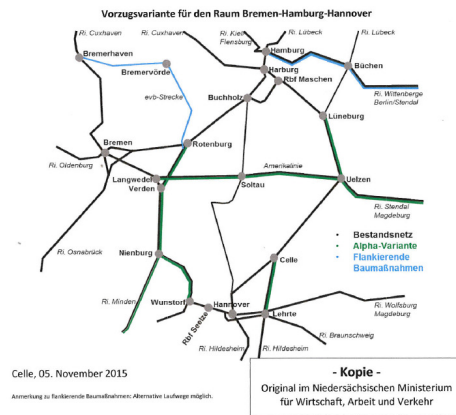 Vorzugsvariante für den Raum Bremen-Hamburg-Hannover
Ri. Cuxhaven
Ri. Cuxhaven
Ri. Kiel/
Flensburg
Ri. Lübeck
Ri. Lübeck
Bremerhaven
Bremervörde
Hamburg
Harburg
Rbf Maschen
Büchen
evb-Strecke
Buchholz
Ri. Wittenberge
Berlin/Stendal
Lüneburg
Bremen
Rotenburg
Ri. Oldenburg
Langwedel
Verden
Amerikalinie
Soltau
Uelzen
Ri. Stendal
Magdeburg
Ri. Osnabrück
Nienburg
Celle
• Bestandsnetz
• Alpha-Variante
• Flankierende
Baumaßnahmen
Ri. Minden
Wunstorf
Rbf Seelze
Hannover
Lehrte
Ri. Wolfsburg
Magdeburg
Ri. Braunschweig
Ri. Hildesheim
Ri. Hildesheim
Celle, 05. November 2015
Anmerkung zu flankierende Baumaßnahmen: Alternative Laufwege möglich.
- Kopie -
Original im Niedersächsischen Ministerium
für Wirtschaft, Arbeit und Verkehr